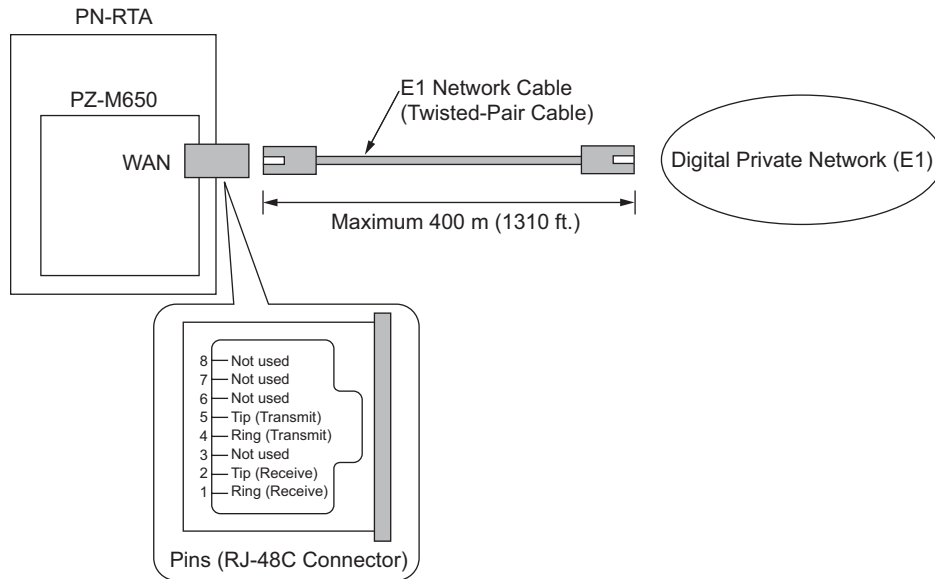 PN-RTA
PZ-M650
WAN
E1 Network Cable
(Twisted-Pair Cable)
Digital Private Network (E1)
Maximum 400 m (1310 ft.)
8 Not used
7 Not used
6 Not used
5 Tip (Transmit)
4 Ring (Transmit)
3 Not used
2 Tip (Receive)
1 Ring (Receive)
Pins (RJ-48C Connector)